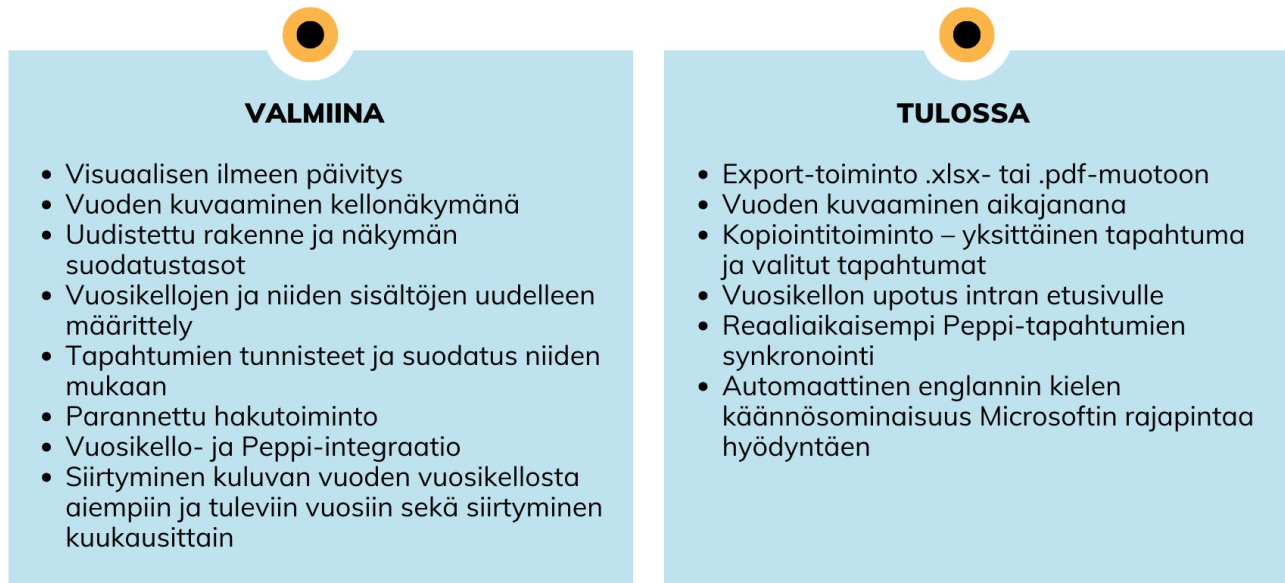 VALMIINA
• Visuaalisen ilmeen päivitys
• Vuoden kuvaaminen kellonäkymänä
• Uudistettu rakenne ja näkymän
suodatustasot
• Vuosikellojen ja niiden sisältöjen uudelleen
määrittely
• Tapahtumien tunnisteet ja suodatus niiden
mukaan
• Parannettu hakutoiminto
• Vuosikello- ja Peppi-integraatio
• Siirtyminen kuluvan vuoden vuosikellosta
aiempiin ja tuleviin vuosiin sekä siirtyminen
kuukausittain
TULOSSA
• Export-toiminto .xlsx- tai .pdf-muotoon
• Vuoden kuvaaminen aikajanana
• Kopiointitoiminto – yksittäinen tapahtuma
ja valitut tapahtumat
• Vuosikellon upotus intran etusivulle
• Reaaliaikaisempi Peppi-tapahtumien
synkronointi
• Automaattinen englannin kielen
käännösominaisuus Microsoftin rajapintaa
hyödyntäen